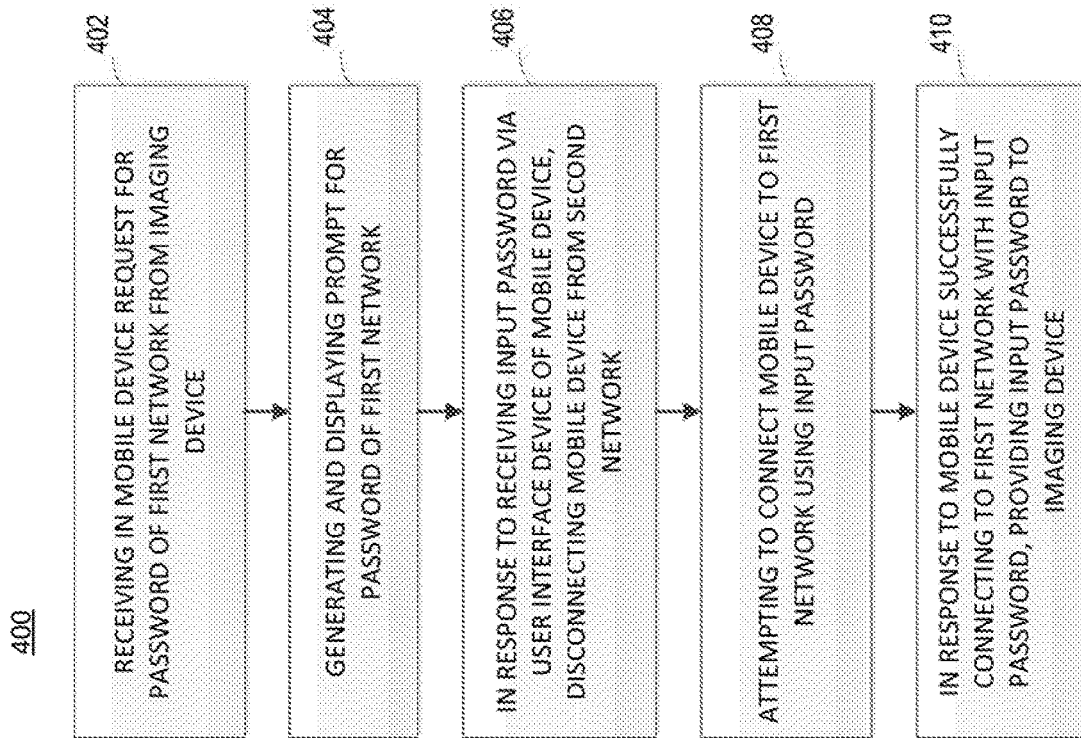 400
402
RECEIVING IN MOBILE DEVICE REQUEST FOR
PASSWORD OF FIRST NETWORK FROM IMAGING
DEVICE
404
GENERATING AND DISPLAYING PROMPT FOR
PASSWORD OF FIRST NETWORK
406
IN RESPONSE TO RECEIVING INPUT PASSWORD VIA
USER INTERFACE DEVICE OF MOBILE DEVICE,
DISCONNECTING MOBILE DEVICE FROM SECOND
NETWORK
408
ATTEMPTING TO CONNECT MOBILE DEVICE TO FIRST
NETWORK USING INPUT PASSWORD
410
IN RESPONSE TO MOBILE DEVICE SUCCESSFULLY
CONNECTING TO FIRST NETWORK WITH INPUT
PASSWORD, PROVIDING INPUT PASSWORD TO
IMAGING DEVICE